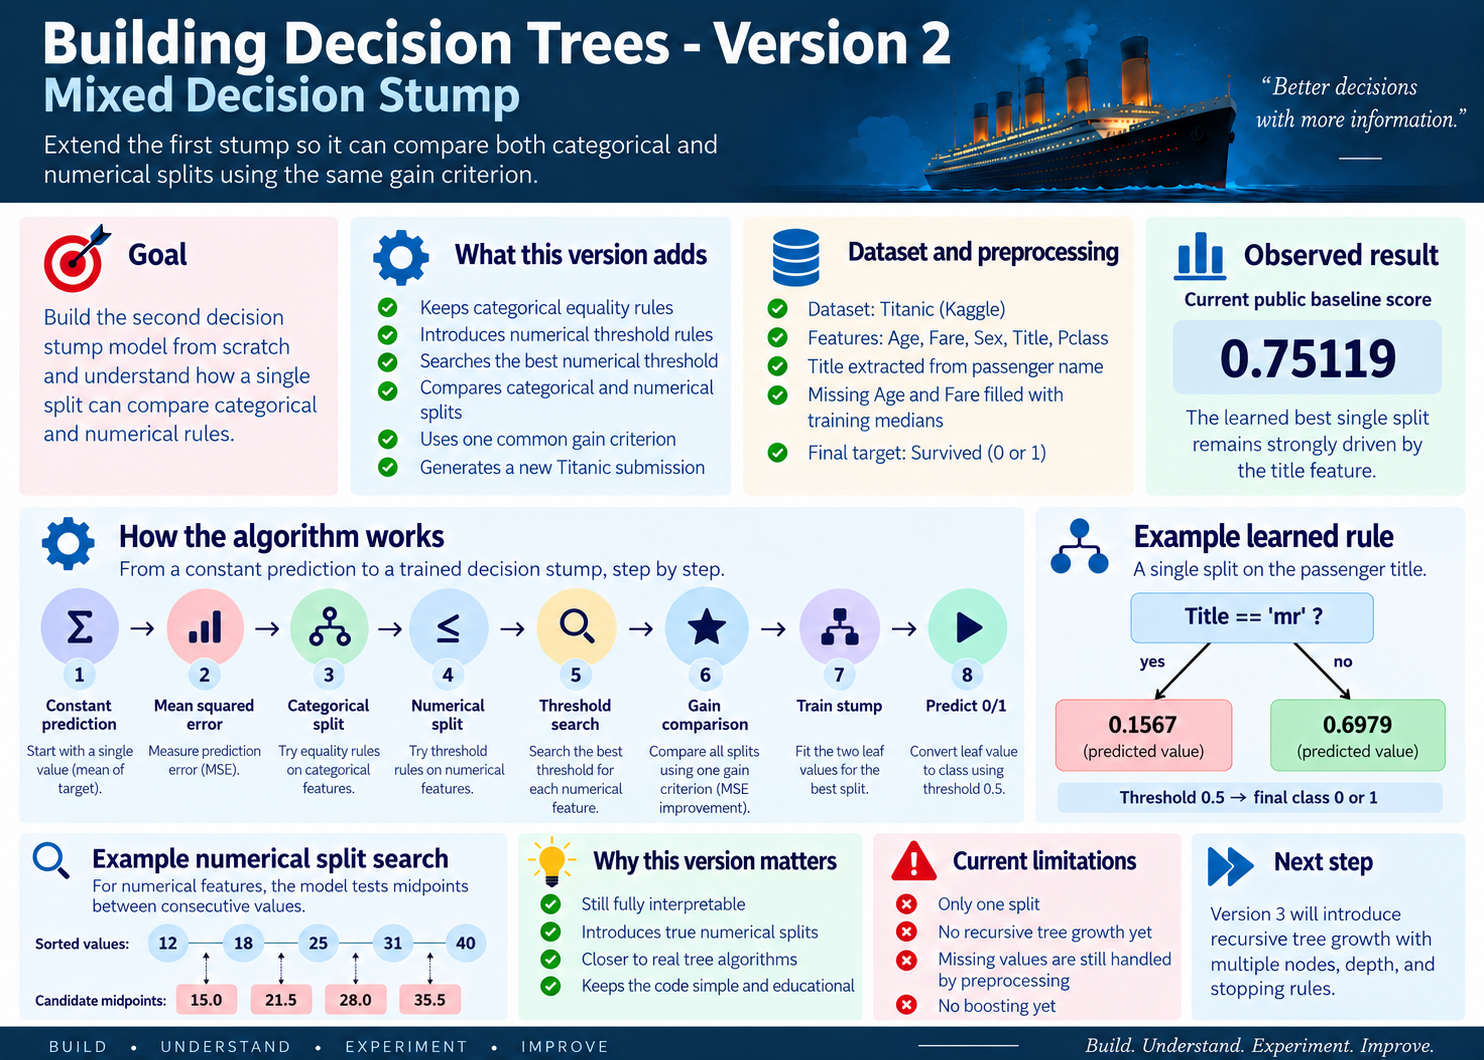 Building Decision Trees - Version 2
Mixed Decision Stump
Extend the first stump so it can compare both categorical and
numerical splits using the same gain criterion.
“Better decisions
with more information.”
Goal
Build the second decision
stump model from scratch
and understand how a single
split can compare categorical
and numerical rules.
What this version adds
Keeps categorical equality rules
Introduces numerical threshold rules
Searches the best numerical threshold
Compares categorical and numerical
splits
Uses one common gain criterion
Generates a new Titanic submission
Dataset and preprocessing
Dataset: Titanic (Kaggle)
Features: Age, Fare, Sex, Title, Pclass
Title extracted from passenger name
Missing Age and Fare filled with
training medians
Final target: Survived (0 or 1)
Observed result
Current public baseline score
0.75119
The learned best single split
remains strongly driven by
the title feature.
How the algorithm works
From a constant prediction to a trained decision stump, step by step.
Σ
≤
1
Constant
prediction
Start with a single
value (mean of
target).
2
Mean squared
error
Measure prediction
error (MSE).
3
Categorical
split
Try equality rules
on categorical
features.
4
Numerical
split
Try threshold
rules on numerical
features.
5
Threshold
search
Search the best
threshold for
each numerical
feature.
6
Gain
comparison
Compare all splits
using one gain
criterion (MSE
improvement).
7
Train stump
Fit the two leaf
values for the
best split.
8
Predict 0/1
Convert leaf value
to class using
threshold 0.5.
Example learned rule
A single split on the passenger title.
Title == 'mr' ?
yes
no
0.1567
(predicted value)
0.6979
(predicted value)
Threshold 0.5 → final class 0 or 1
Example numerical split search
For numerical features, the model tests midpoints
between consecutive values.
Sorted values: 12 18 25 31 40
Candidate midpoints: 15.0 21.5 28.0 35.5
Why this version matters
Still fully interpretable
Introduces true numerical splits
Closer to real tree algorithms
Keeps the code simple and educational
Current limitations
Only one split
No recursive tree growth yet
Missing values are still handled
by preprocessing
No boosting yet
Next step
Version 3 will introduce
recursive tree growth with
multiple nodes, depth, and
stopping rules.
BUILD • UNDERSTAND • EXPERIMENT • IMPROVE
Build. Understand. Experiment. Improve.